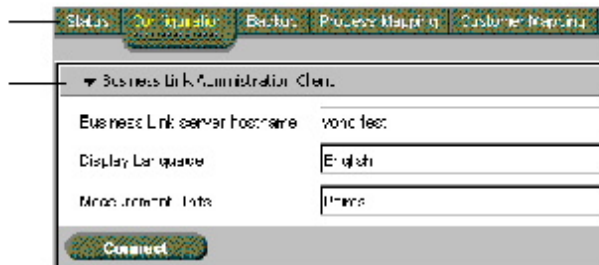 Status Configuration Backup Process Mapping Customer Mapping
Business Link Administration Client
Business Link server hostname
Display Language English
Measurement Units Points
Connect